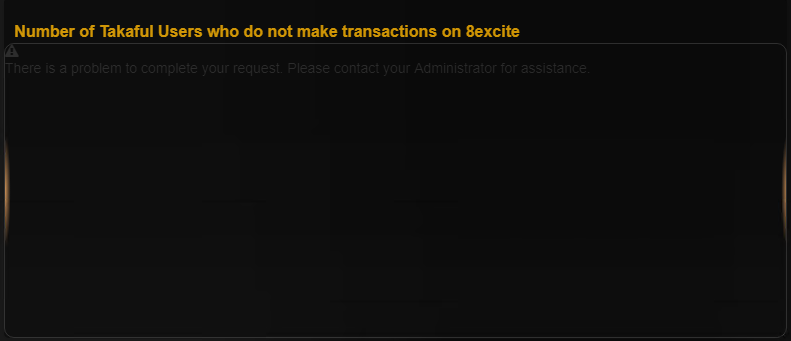 Number of Takaful Users who do not make transactions on 8excite
There is a problem to complete your request. Please contact your Administrator for assistance.